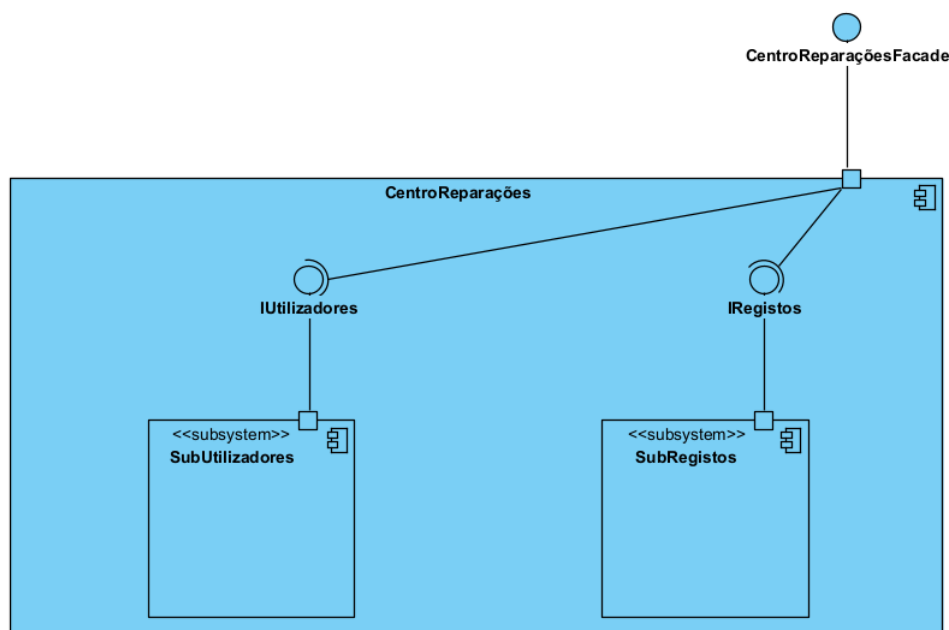 CentroReparaçõesFacade
CentroReparações
IUtilizadores
IRegistos
<<subsystem>>
SubUtilizadores
<<subsystem>>
SubRegistos